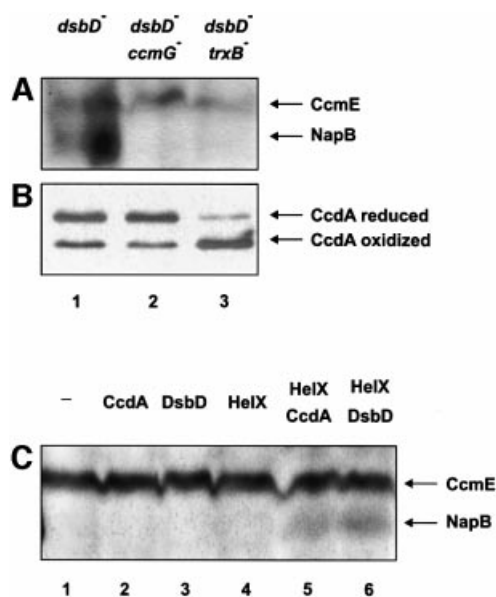 dsbD- dsbD- dsbD-
ccmG- trxB-
A
CcmE
NapB
B
CcdA reduced
CcdA oxidized
1 2 3
HelX HelX
– CcdA DsbD HelX CcdA DsbD
C
CcmE
NapB
1 2 3 4 5 6